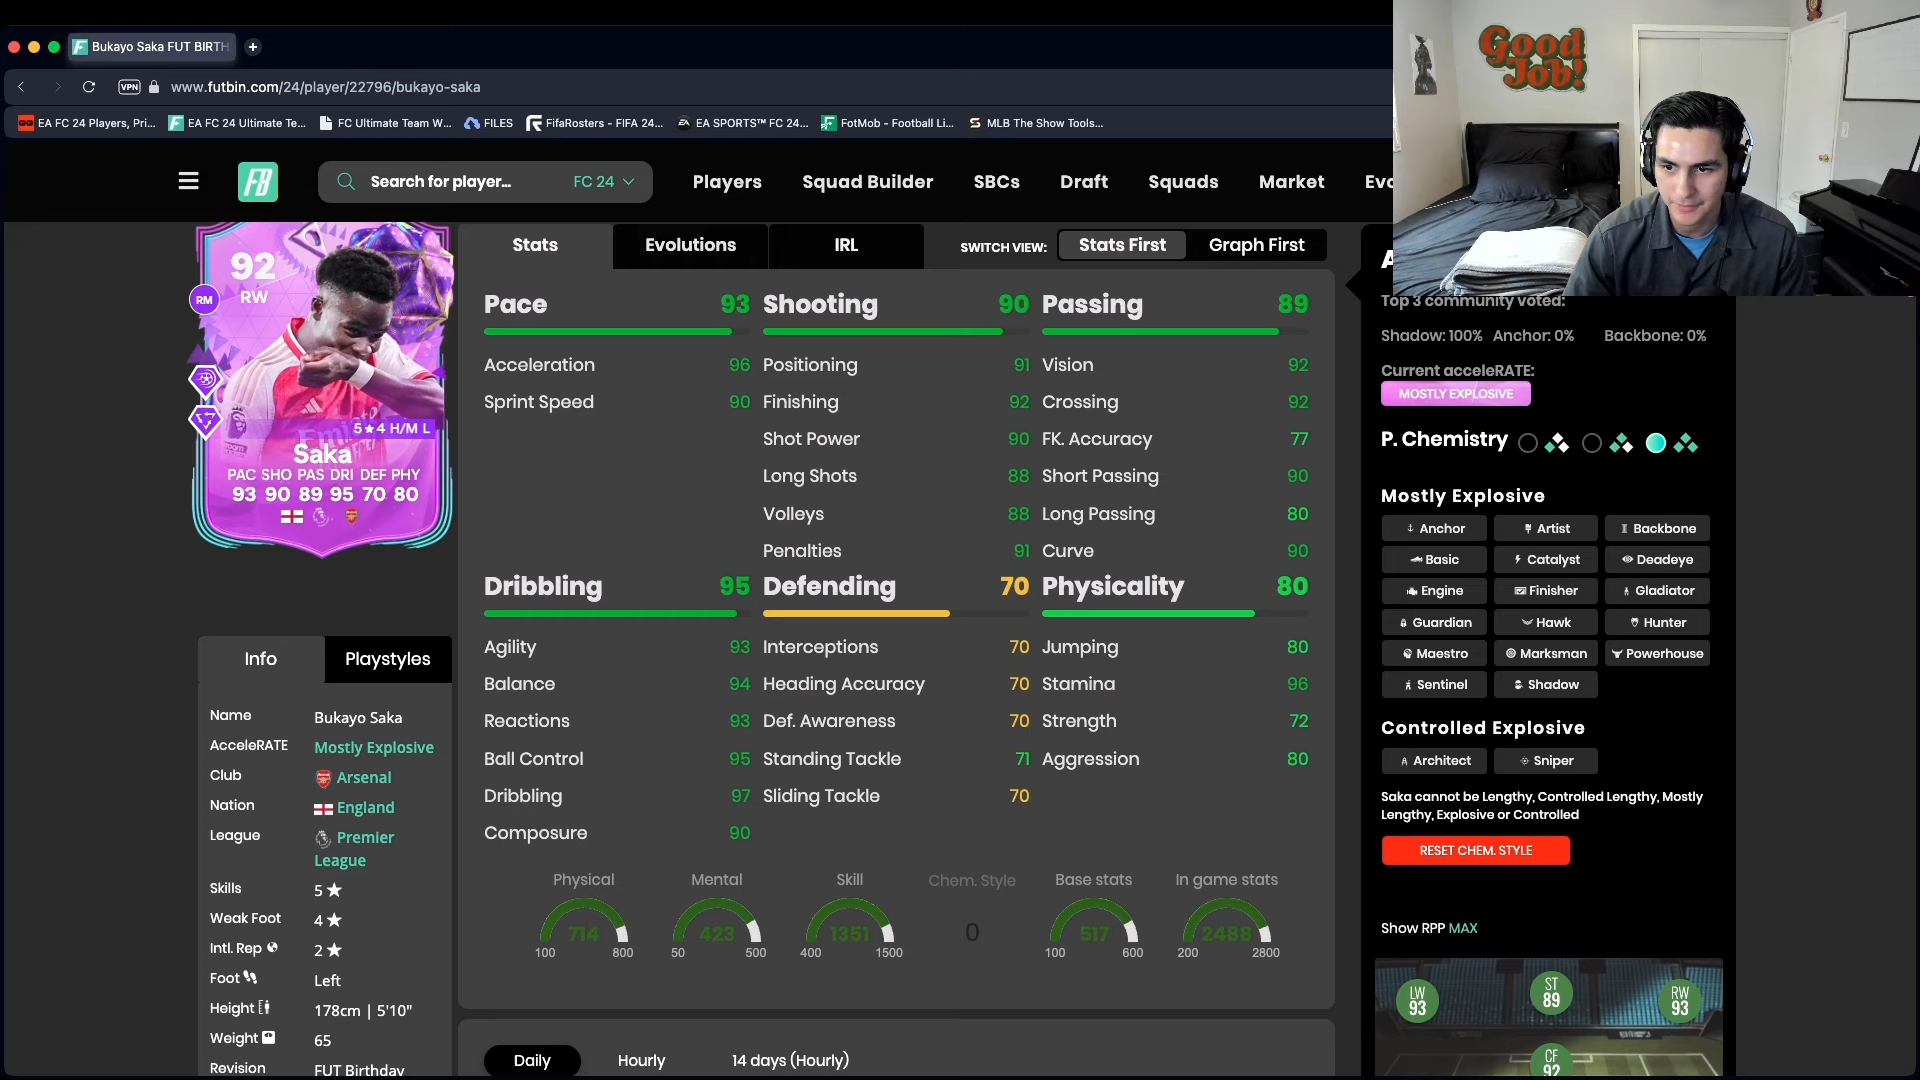 Bukayo Saka FUT BIRTH
VPN
www.futbin.com/24/player/22796/bukayo-saka
EA FC 24 Players, Pri...
EA FC 24 Ultimate Te...
FC Ultimate Team W...
FILES
FifaRosters - FIFA 24...
EA SPORTS™ FC 24...
FotMob - Football Li...
MLB The Show Tools...
Good
Job!
Search for player...
FC 24
Players
Squad Builder
SBCs
Draft
Squads
Market
Evo
92
RW
RM
5★4 H/M L
Saka
PAC SHO PAS DRI DEF PHY
93 90 89 95 70 80
Stats
Evolutions
IRL
SWITCH VIEW:
Stats First
Graph First
Pace 93
Acceleration 96
Sprint Speed 90
Shooting 90
Positioning 91
Finishing 92
Shot Power 90
Long Shots 88
Volleys 88
Penalties 91
Passing 89
Vision 92
Crossing 92
FK. Accuracy 77
Short Passing 90
Long Passing 80
Curve 90
Dribbling 95
Agility 93
Balance 94
Reactions 93
Ball Control 95
Dribbling 97
Composure 90
Defending 70
Interceptions 70
Heading Accuracy 70
Def. Awareness 70
Standing Tackle 71
Sliding Tackle 70
Physicality 80
Jumping 80
Stamina 96
Strength 72
Aggression 80
Physical
714
100 800
Mental
423
50 500
Skill
1351
400 1500
Chem. Style
0
Base stats
517
100 600
In game stats
2488
200 2800
Daily
Hourly
14 days (Hourly)
Info
Playstyles
Name Bukayo Saka
AcceleRATE Mostly Explosive
Club Arsenal
Nation England
League Premier
League
Skills 5★
Weak Foot 4★
Intl. Rep 2★
Foot Left
Height 178cm | 5'10"
Weight 65
Revision FUT Birthday
Top 3 community voted:
Shadow: 100% Anchor: 0% Backbone: 0%
Current acceleRATE:
MOSTLY EXPLOSIVE
P. Chemistry
Mostly Explosive
Anchor Artist Backbone
Basic Catalyst Deadeye
Engine Finisher Gladiator
Guardian Hawk Hunter
Maestro Marksman Powerhouse
Sentinel Shadow
Controlled Explosive
Architect Sniper
Saka cannot be Lengthy, Controlled Lengthy, Mostly
Lengthy, Explosive or Controlled
RESET CHEM. STYLE
Show RPP MAX
LW
93
ST
89
RW
93
CF
92